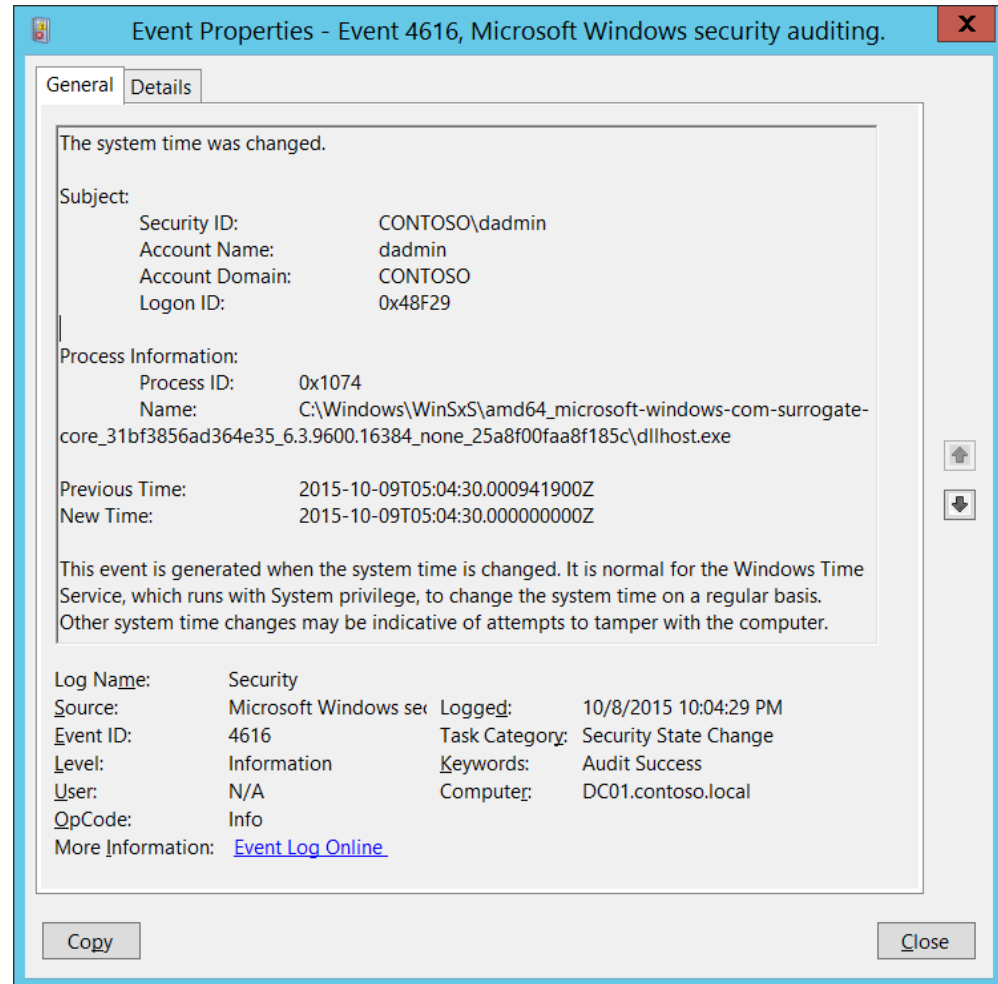 Event Properties - Event 4616, Microsoft Windows security auditing.
X
General Details
The system time was changed.
Subject:
Security ID: CONTOSO\dadmin
Account Name: dadmin
Account Domain: CONTOSO
Logon ID: 0x48F29
Process Information:
Process ID: 0x1074
Name: C:\Windows\WinSxS\amd64_microsoft-windows-com-surrogate-
core_31bf3856ad364e35_6.3.9600.16384_none_25a8f00faa8f185c\dllhost.exe
Previous Time: 2015-10-09T05:04:30.000941900Z
New Time: 2015-10-09T05:04:30.000000000Z
This event is generated when the system time is changed. It is normal for the Windows Time
Service, which runs with System privilege, to change the system time on a regular basis.
Other system time changes may be indicative of attempts to tamper with the computer.
Log Name: Security
Source: Microsoft Windows sec Logged: 10/8/2015 10:04:29 PM
Event ID: 4616 Task Category: Security State Change
Level: Information Keywords: Audit Success
User: N/A Computer: DC01.contoso.local
OpCode: Info
More Information: Event Log Online
Copy Close